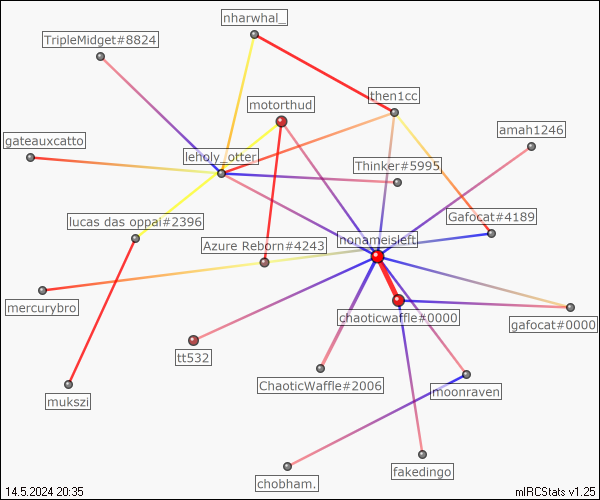 nharwhal_
TripleMidget#8824
then1cc
motorthud
amah1246
gateauxcatto
leholy_otter
Thinker#5995
lucas das oppai#2396
Gafocat#4189
Azure Reborn#4243
nonameisleft
mercurybro
chaoticwaffle#0000
gafocat#0000
tt532
ChaoticWaffle#2006
moonraven
mukszi
fakedingo
chobham.
14.5.2024 20:35
mIRCStats v1.25